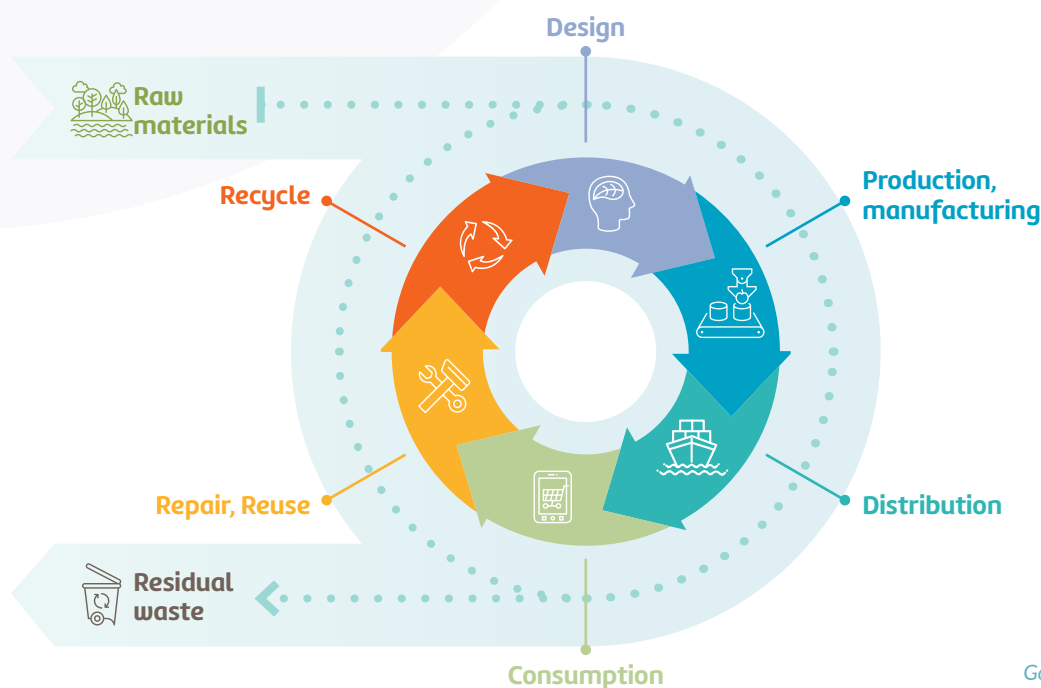 Design
Raw
materials
Recycle
Production,
manufacturing
Repair, Reuse
Distribution
Residual
waste
Consumption